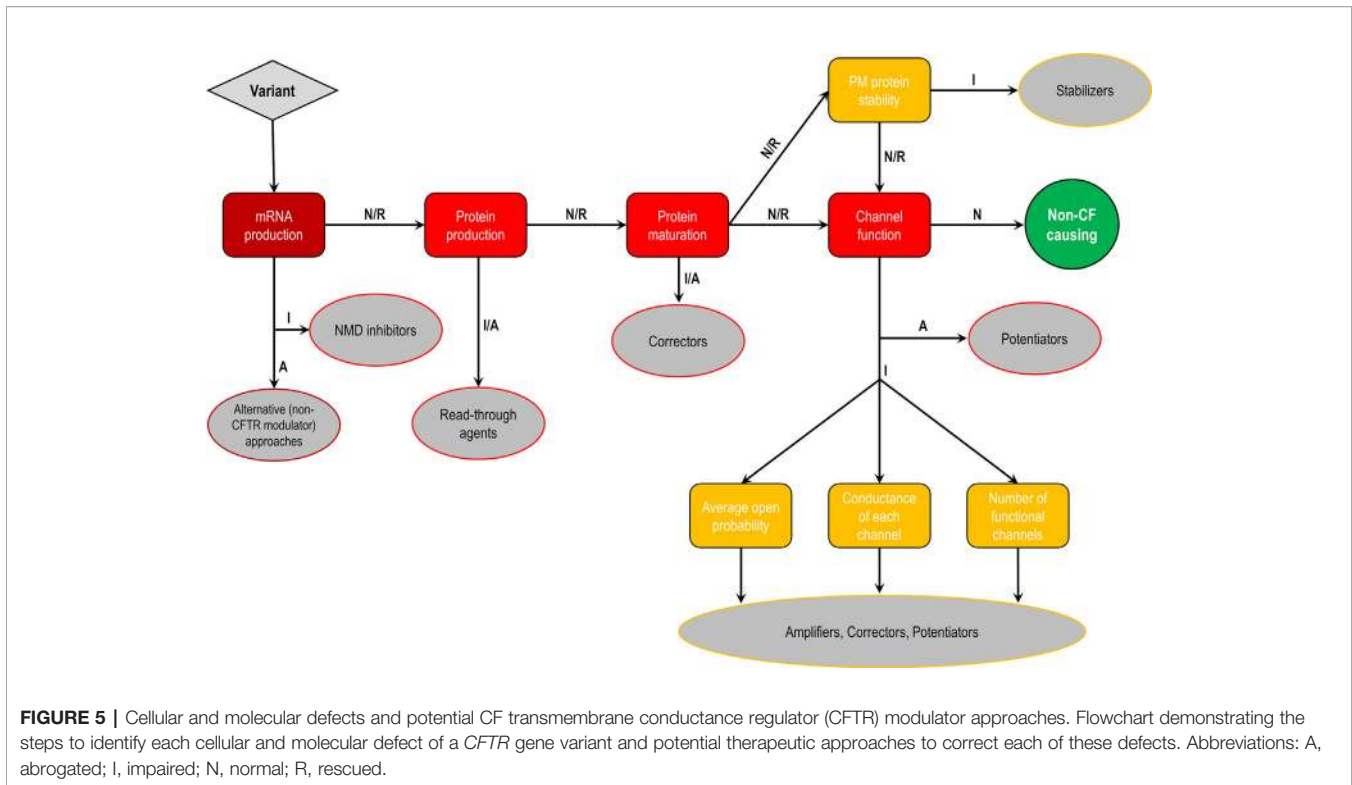 Variant
PM protein
stability
I
Stabilizers
N/R
N/R
mRNA
production
N/R
Protein
production
N/R
Protein
maturation
N/R
Channel
function
N
Non-CF
causing
I
NMD inhibitors
A
Alternative (non-
CFTR modulator)
approaches
I/A
Read-through
agents
I/A
Correctors
A
Potentiators
I
Average open
probability
Conductance
of each
channel
Number of
functional
channels
Amplifiers, Correctors, Potentiators
FIGURE 5 | Cellular and molecular defects and potential CF transmembrane conductance regulator (CFTR) modulator approaches. Flowchart demonstrating the
steps to identify each cellular and molecular defect of a CFTR gene variant and potential therapeutic approaches to correct each of these defects. Abbreviations: A,
abrogated; I, impaired; N, normal; R, rescued.